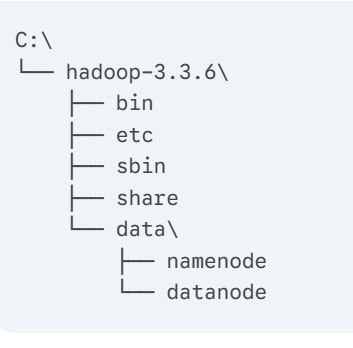 C:\
└── hadoop-3.3.6\
    ├── bin
    ├── etc
    ├── sbin
    ├── share
    └── data\
        ├── namenode
        └── datanode